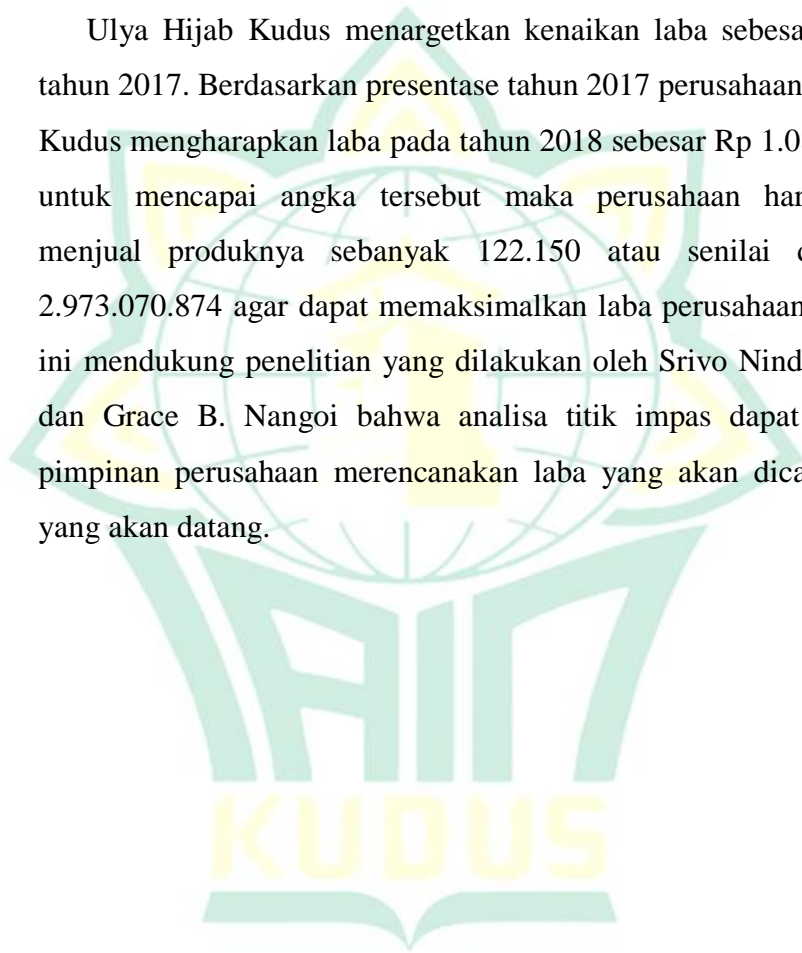 Ulya Hijab Kudus menargetkan kenaikan laba sebesa
tahun 2017. Berdasarkan presentase tahun 2017 perusahaan
Kudus mengharapkan laba pada tahun 2018 sebesar Rp 1.0
untuk mencapai angka tersebut maka perusahaan har
menjual produknya sebanyak 122.150 atau senilai d
2.973.070.874 agar dapat memaksimalkan laba perusahaan
ini mendukung penelitian yang dilakukan oleh Srivo Nind
dan Grace B. Nangoi bahwa analisa titik impas dapat
pimpinan perusahaan merencanakan laba yang akan dica
yang akan datang.
IAIN
KUDUS